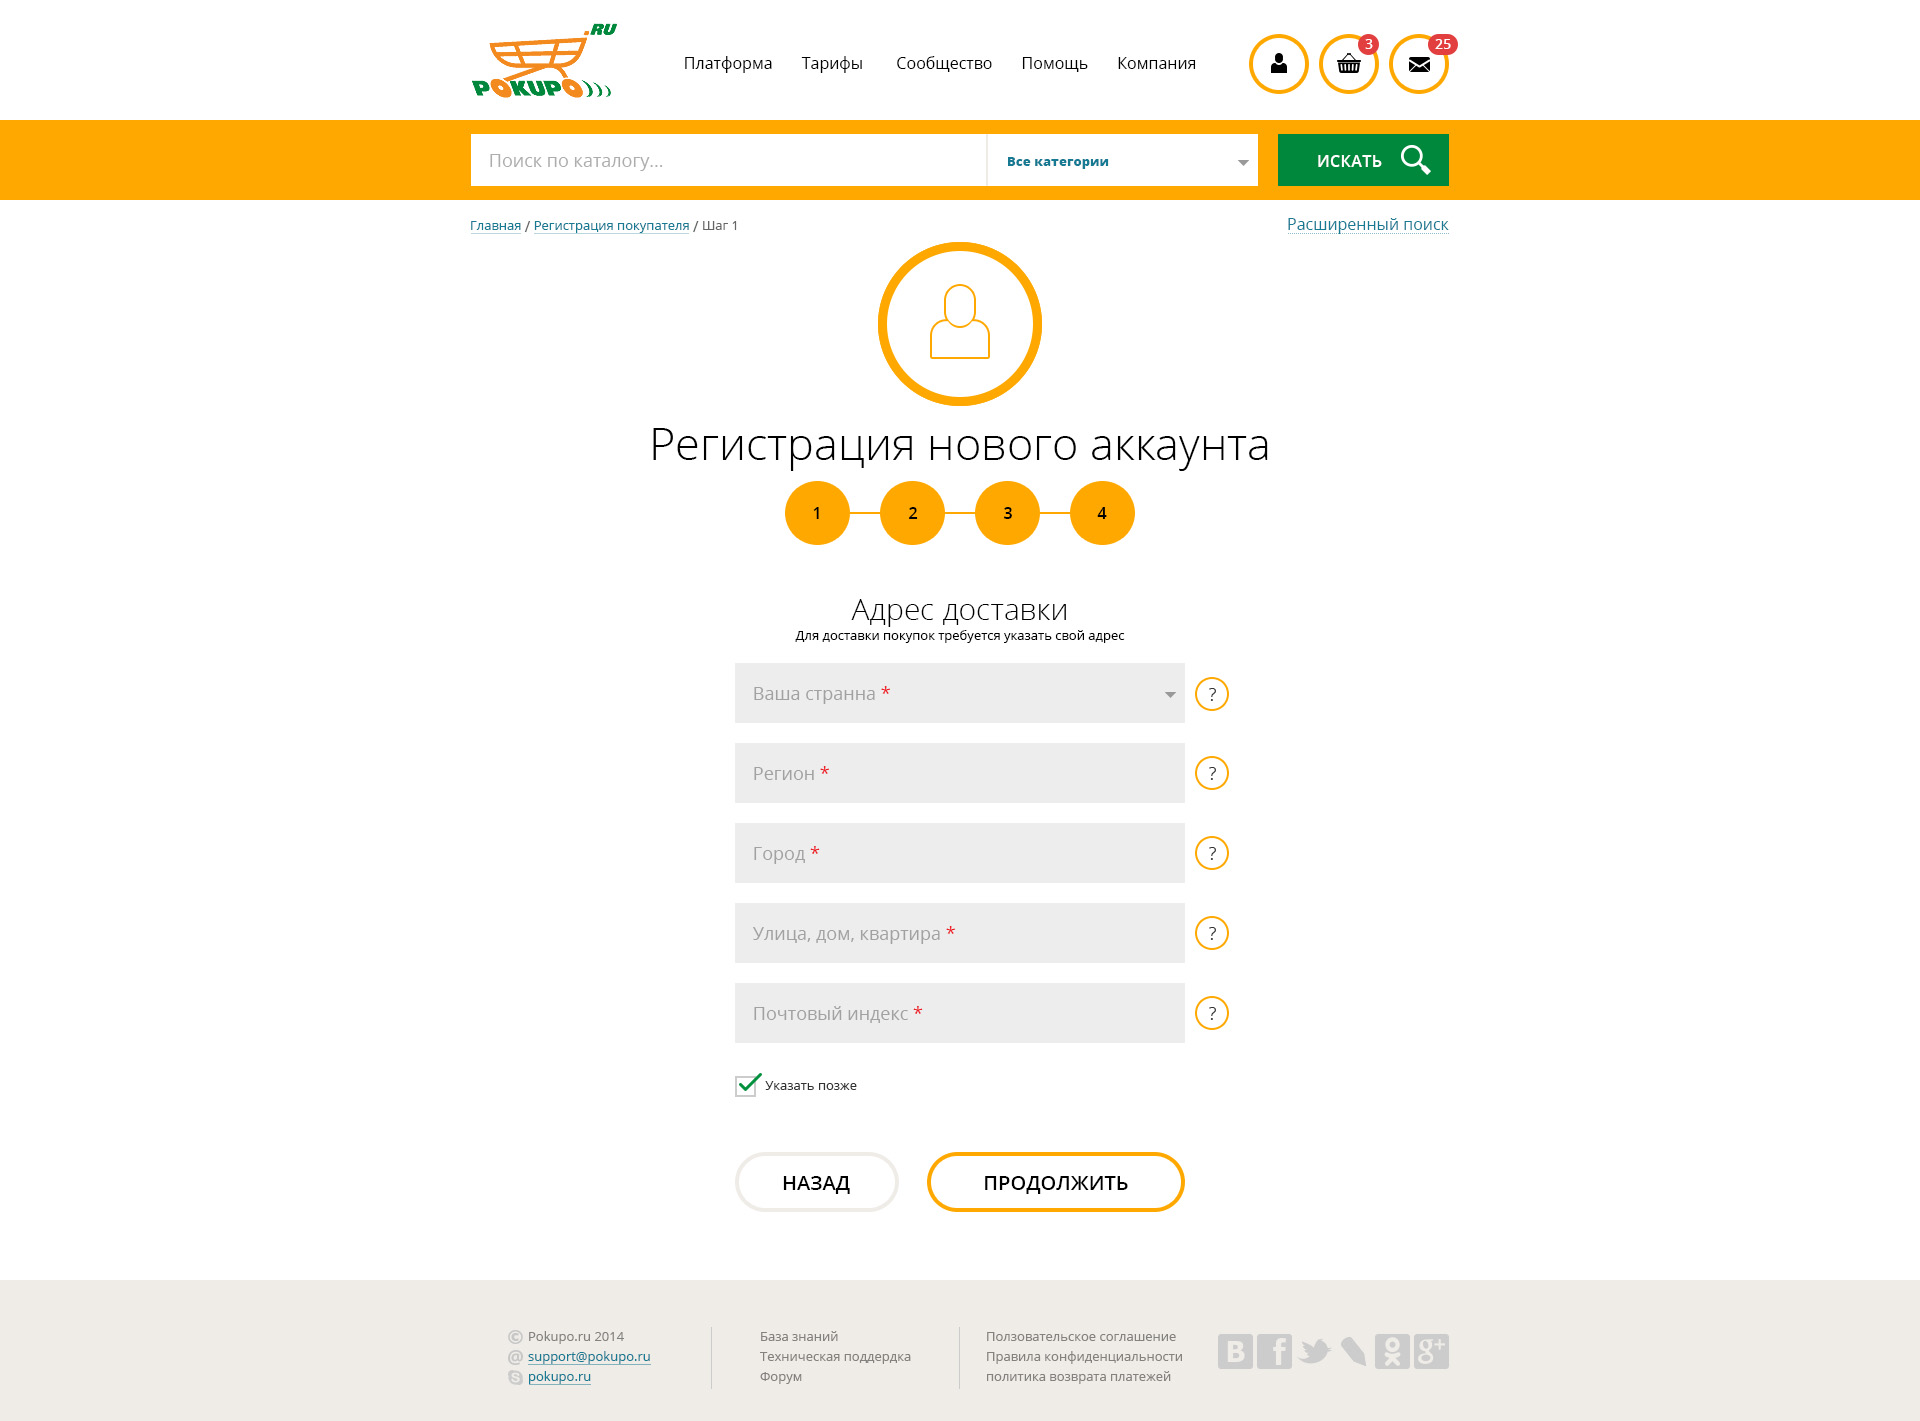 .RU
POKUPO
Платформа Тарифы Сообщество Помощь Компания
3
25
Поиск по каталогу...
Все категории
ИСКАТЬ
Главная / Регистрация покупателя / Шаг 1
Расширенный поиск
Регистрация нового аккаунта
1 2 3 4
Адрес доставки
Для доставки покупок требуется указать свой адрес
Ваша странна * ?
Регион * ?
Город * ?
Улица, дом, квартира * ?
Почтовый индекс * ?
Указать позже
НАЗАД
ПРОДОЛЖИТЬ
© Pokupo.ru 2014
@ support@pokupo.ru
pokupo.ru
База знаний
Техническая поддердка
Форум
Ползовательское соглашение
Правила конфиденциальности
политика возврата платежей